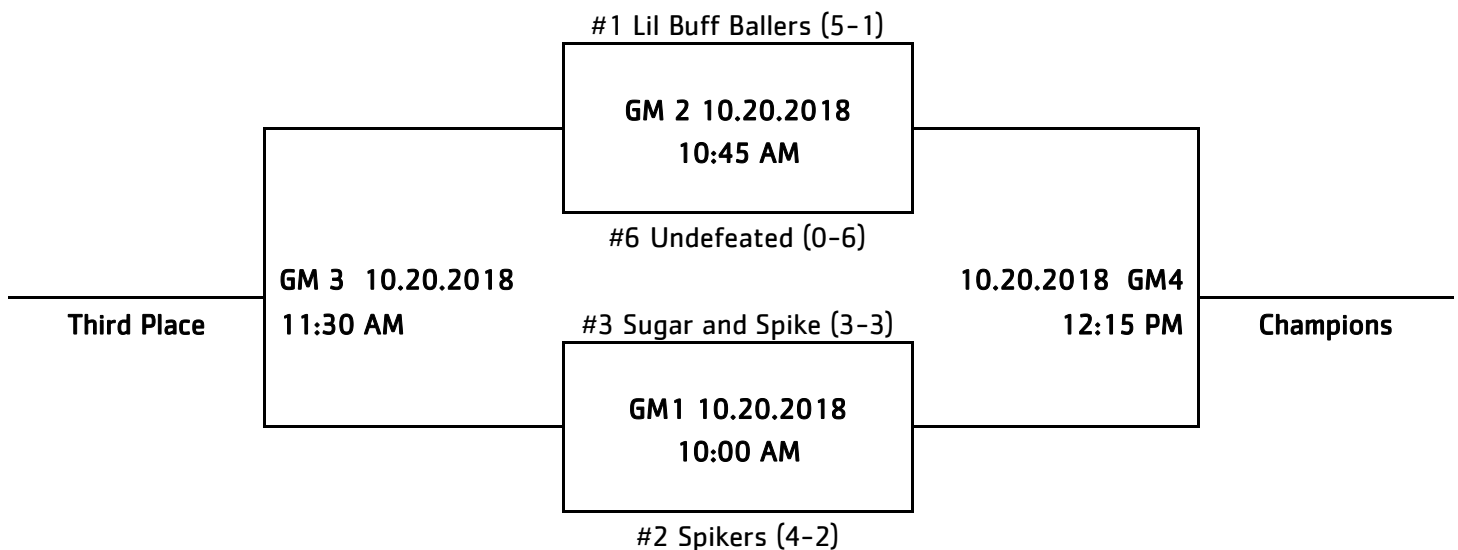 #1 Lil Buff Ballers (5-1)
GM 2 10.20.2018
10:45 AM
#6 Undefeated (0-6)
GM 3 10.20.2018
11:30 AM
Third Place
10.20.2018 GM4
12:15 PM
Champions
#3 Sugar and Spike (3-3)
GM1 10.20.2018
10:00 AM
#2 Spikers (4-2)